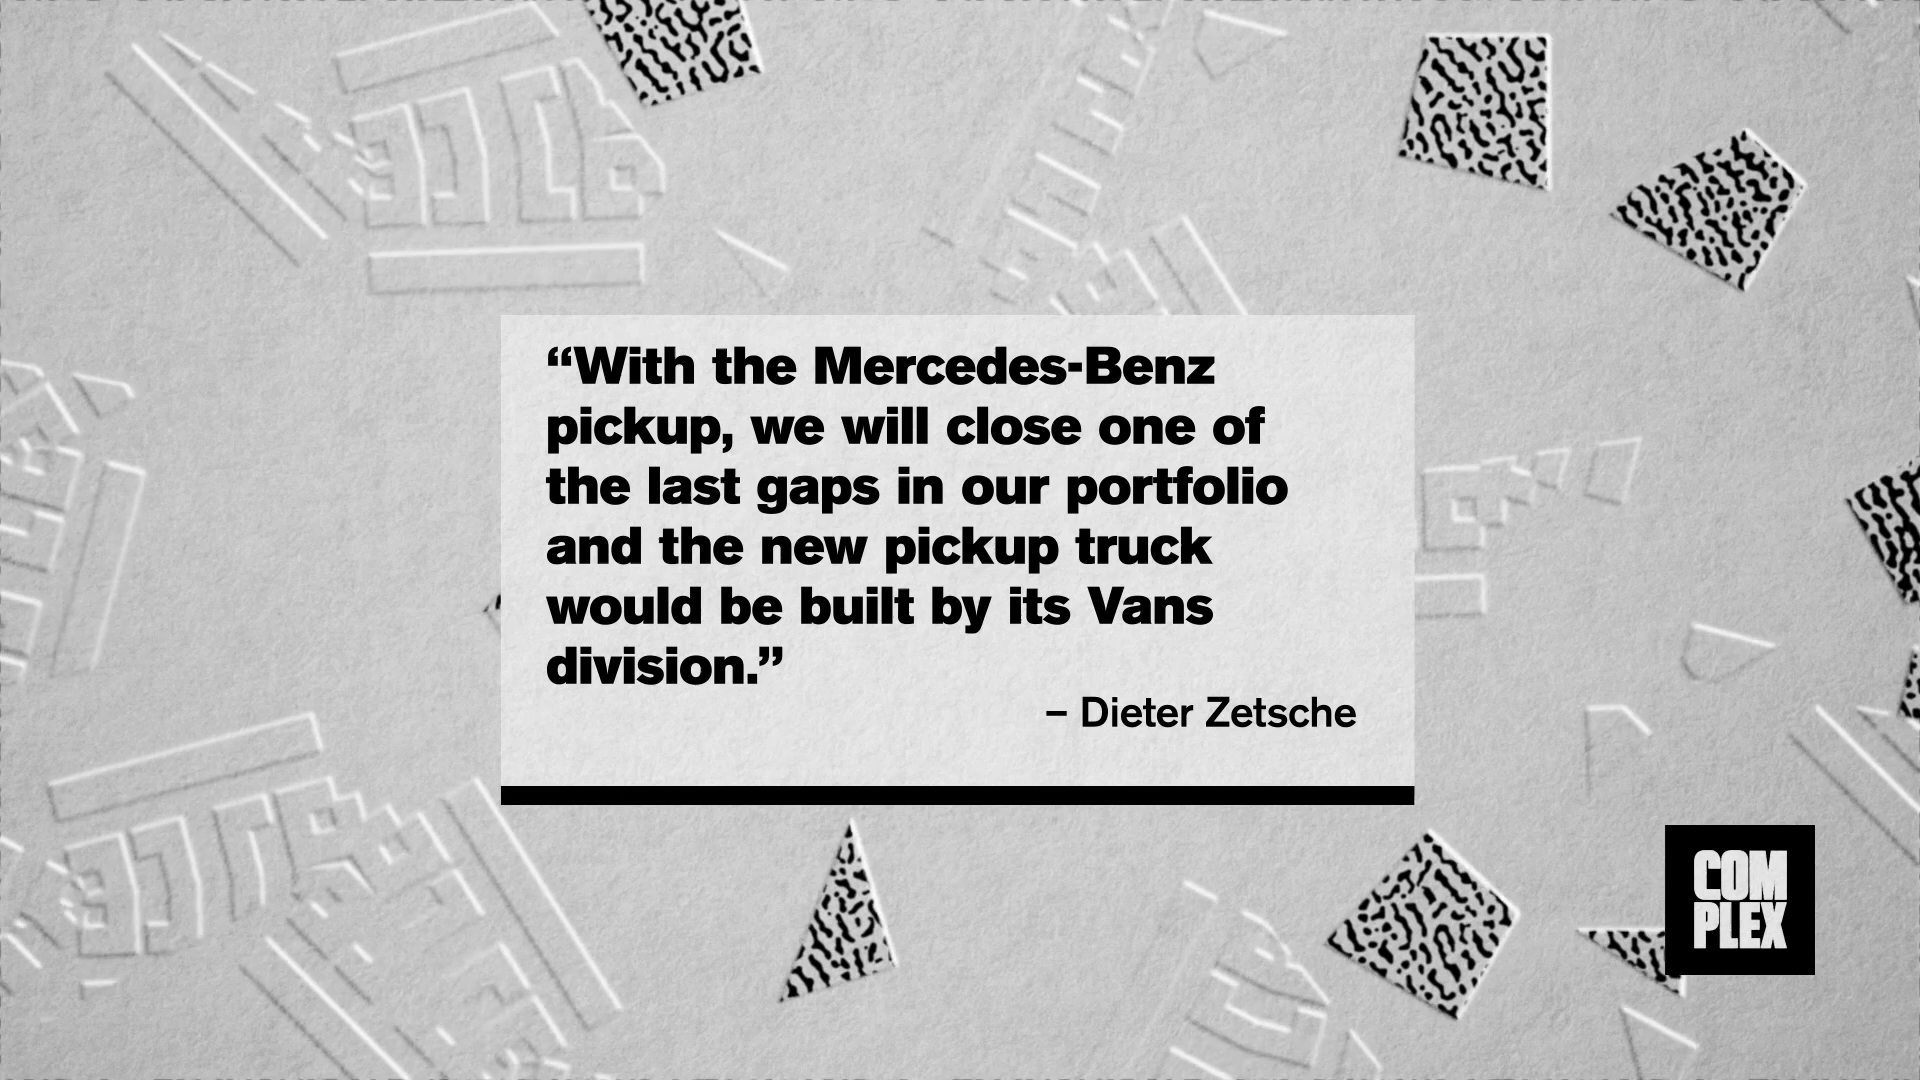 “With the Mercedes-Benz
pickup, we will close one of
the last gaps in our portfolio
and the new pickup truck
would be built by its Vans
division.”
– Dieter Zetsche
COM
PLEX